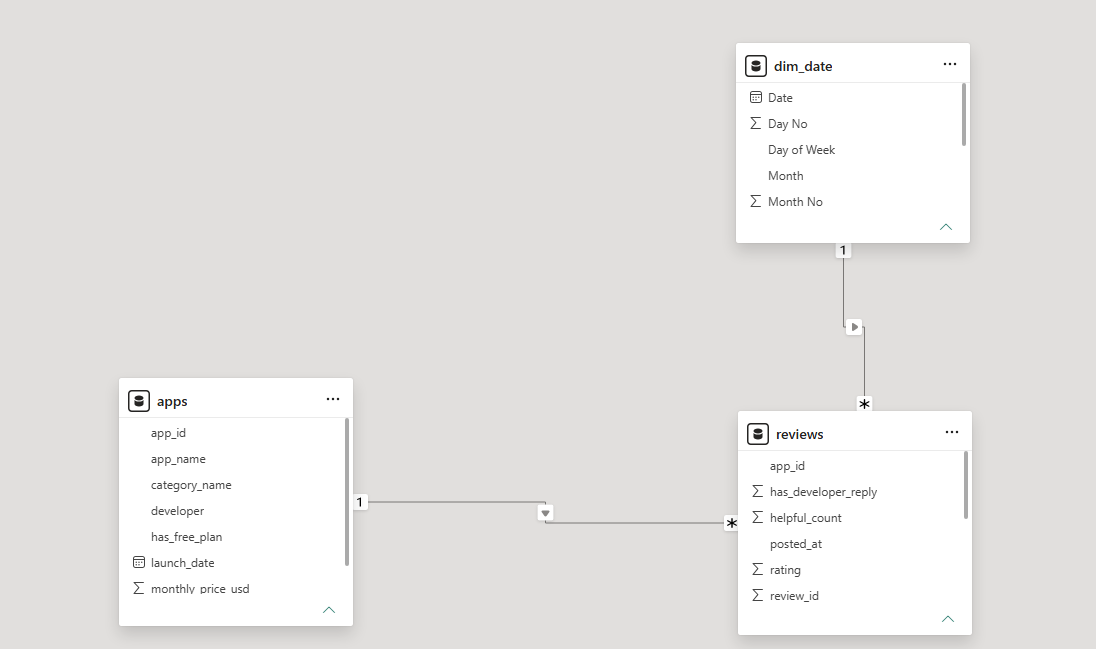 dim_date
Date
Day No
Day of Week
Month
Month No
1
*
apps
app_id
app_name
category_name
developer
has_free_plan
launch_date
monthly_price_usd
1
*
reviews
app_id
has_developer_reply
helpful_count
posted_at
rating
review_id